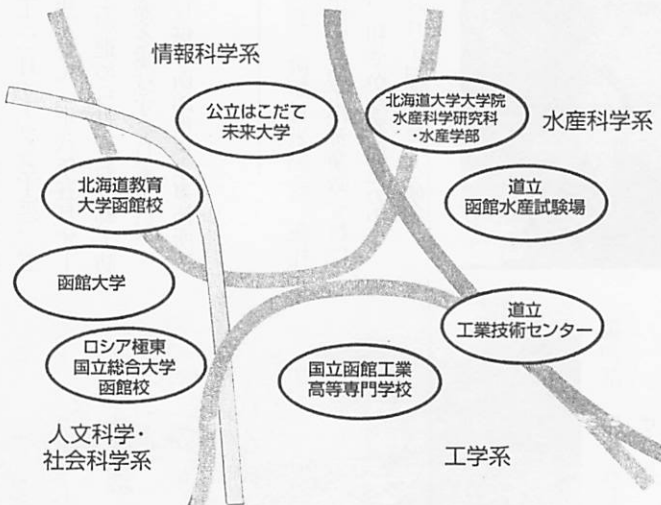 情報科学系
公立はこだて
未来大学
北海道大学大学院
水産科学研究科
・水産学部
水産科学系
北海道教育
大学函館校
道立
函館水産試験場
函館大学
道立
工業技術センター
ロシア極東
国立総合大学
函館校
国立函館工業
高等専門学校
人文科学・
社会科学系
工学系